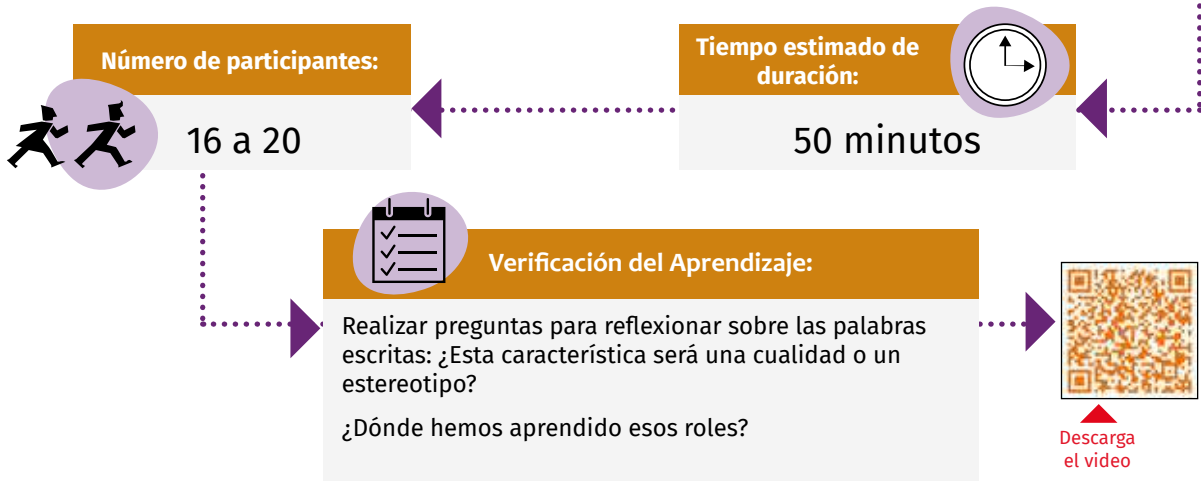 Tiempo estimado de
duración:
50 minutos
Número de participantes:
16 a 20
Verificación del Aprendizaje:
Realizar preguntas para reflexionar sobre las palabras
escritas: ¿Esta característica será una cualidad o un
estereotipo?
¿Dónde hemos aprendido esos roles?
Descarga
el video